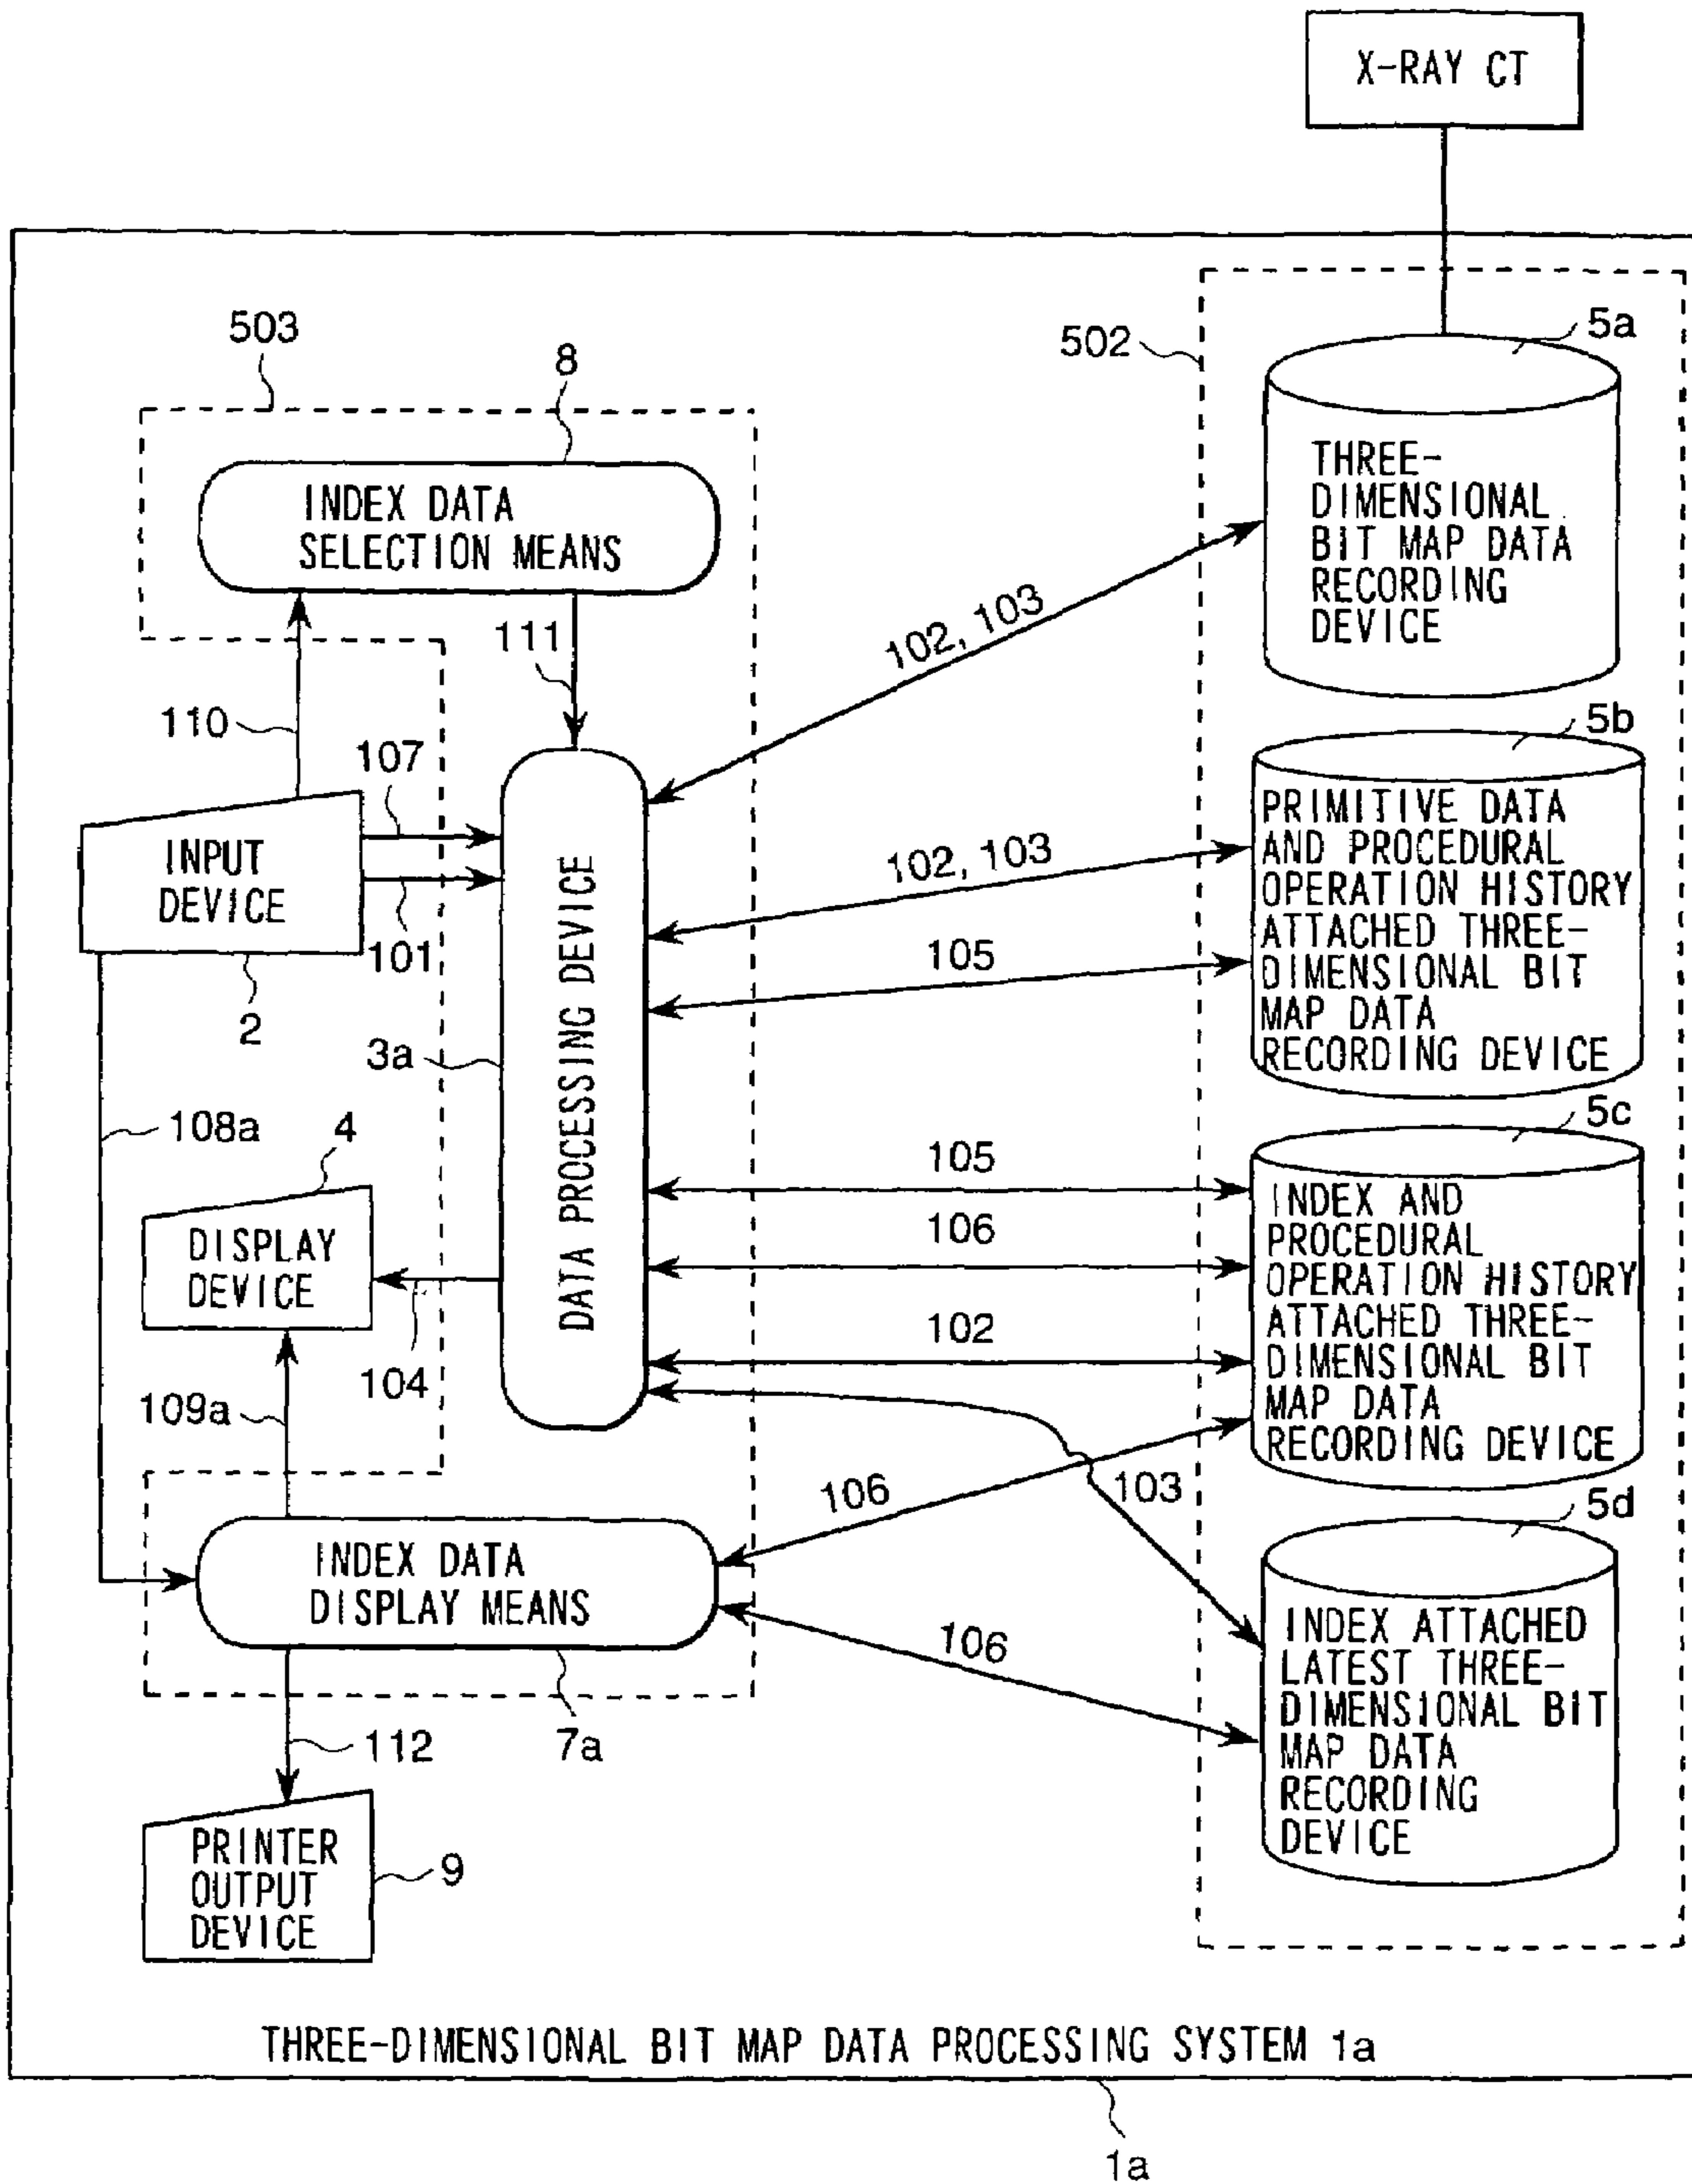 X-RAY CT
503
8
502
5a
INDEX DATA
SELECTION MEANS
THREE-
DIMENSIONAL
BIT MAP DATA
RECORDING
DEVICE
111
102, 103
110
107
5b
INPUT
DEVICE
101
2
DATA PROCESSING DEVICE
3a
102, 103
105
PRIMITIVE DATA
AND PROCEDURAL
OPERATION HISTORY
ATTACHED THREE-
DIMENSIONAL BIT
MAP DATA
RECORDING DEVICE
108a
4
5c
105
106
102
INDEX AND
PROCEDURAL
OPERATION HISTORY
ATTACHED THREE-
DIMENSIONAL BIT
MAP DATA
RECORDING DEVICE
DISPLAY
DEVICE
104
109a
106
103
5d
INDEX DATA
DISPLAY MEANS
106
INDEX ATTACHED
LATEST THREE-
DIMENSIONAL BIT
MAP DATA
RECORDING
DEVICE
112
7a
PRINTER
OUTPUT
DEVICE
9
THREE-DIMENSIONAL BIT MAP DATA PROCESSING SYSTEM 1a
1a